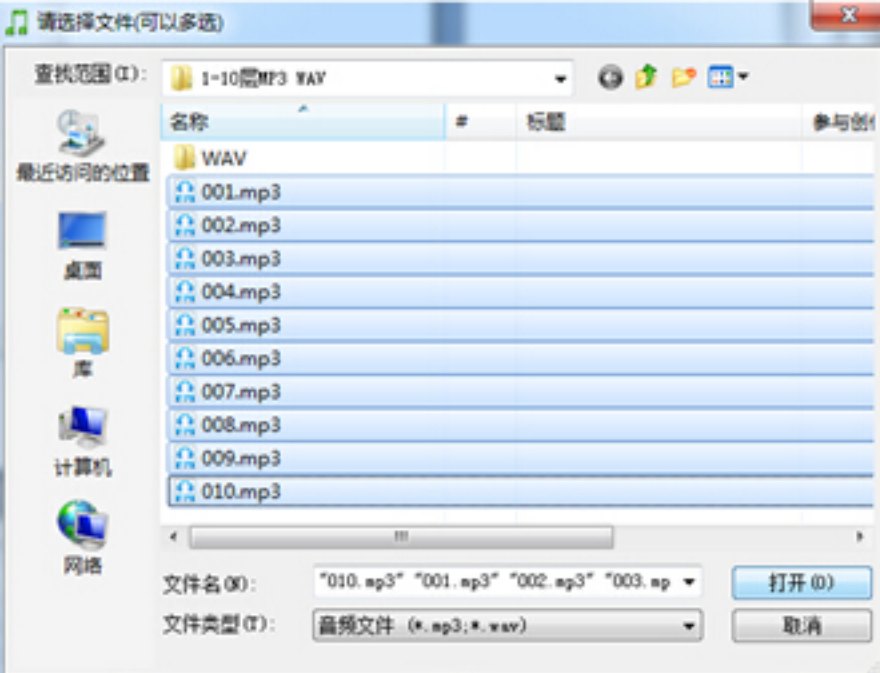 请选择文件(可以多选)
查找范围(I): 1-10层MP3 WAV
名称 # 标题 参与创
WAV
001.mp3
002.mp3
003.mp3
004.mp3
005.mp3
006.mp3
007.mp3
008.mp3
009.mp3
010.mp3
最近访问的位置
桌面
库
计算机
网络
文件名(N): "010.mp3" "001.mp3" "002.mp3" "003.mp 打开(O)
文件类型(T): 音频文件 (*.mp3;*.wav) 取消